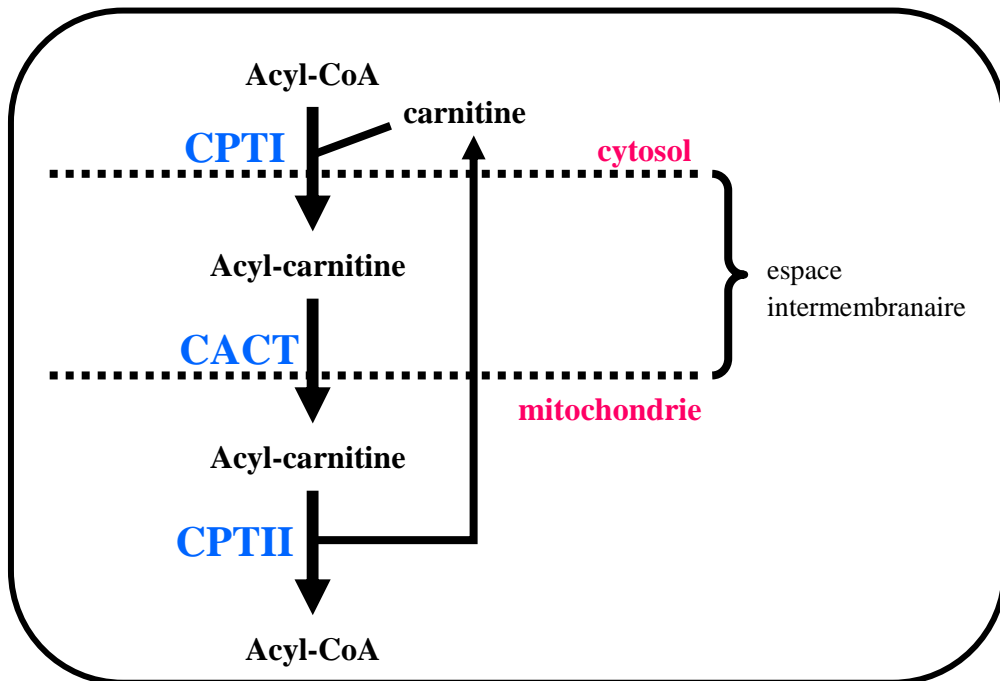 Acyl-CoA
carnitine
CPTI
cytosol
Acyl-carnitine
espace
intermembranaire
CACT
mitochondrie
Acyl-carnitine
CPTII
Acyl-CoA